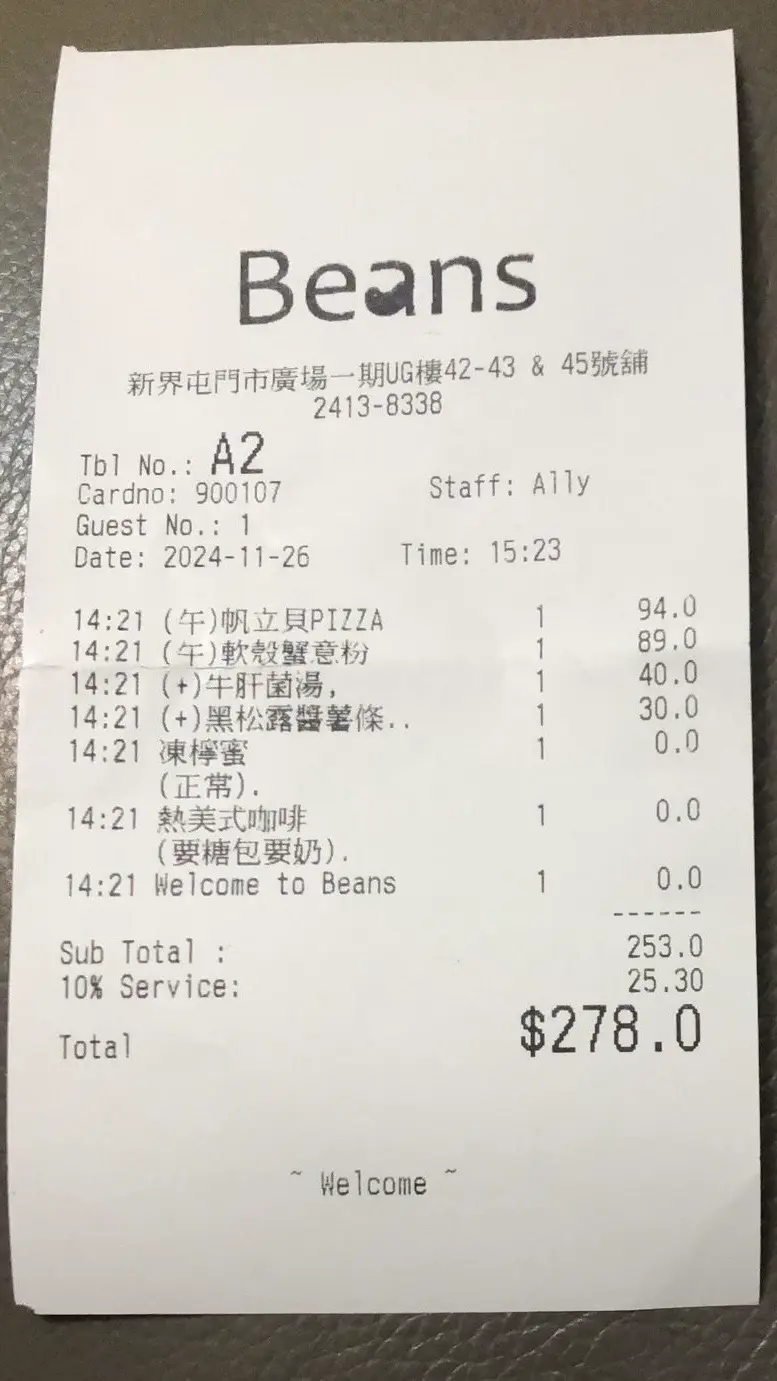 Beans
新界屯門市廣場一期UG樓42-43 & 45號舖
2413-8338
Tbl No.: A2
Cardno: 900107 Staff: Ally
Guest No.: 1
Date: 2024-11-26 Time: 15:23
14:21 (午)帆立貝PIZZA 1 94.0
14:21 (午)軟殼蟹意粉 1 89.0
14:21 (+)牛肝菌湯, 1 40.0
14:21 (+)黑松露醬薯條.. 1 30.0
14:21 凍檸蜜 1 0.0
(正常).
14:21 熱美式咖啡 1 0.0
(要糖包要奶).
14:21 Welcome to Beans 1 0.0
------
Sub Total : 253.0
10% Service: 25.30
Total $278.0
~ Welcome ~